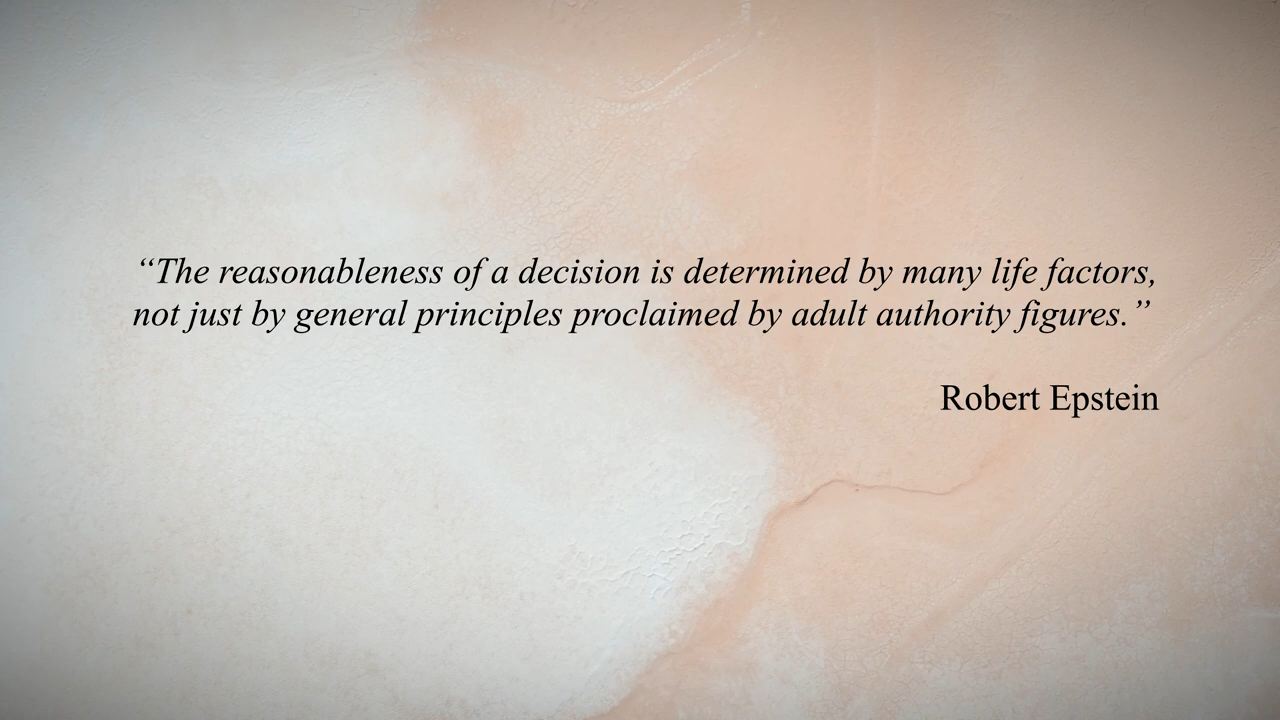 “The reasonableness of a decision is determined by many life factors,
not just by general principles proclaimed by adult authority figures.”
Robert Epstein